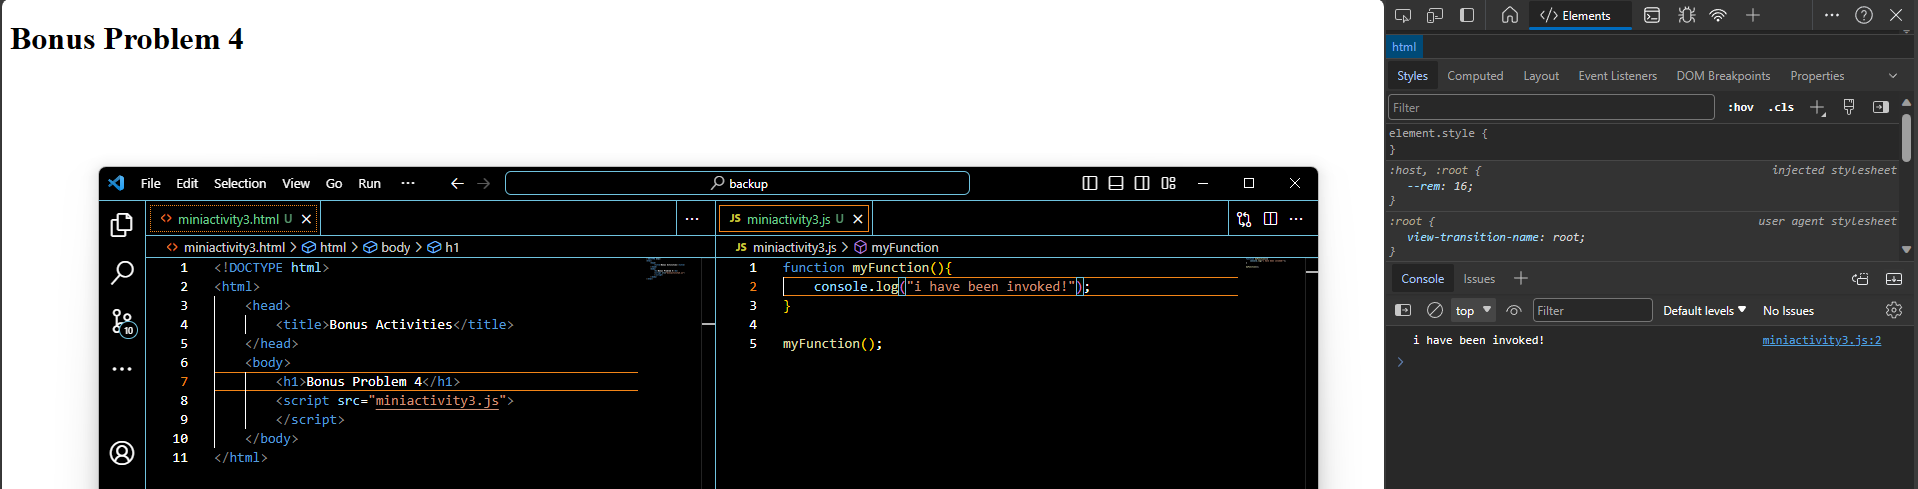 Bonus Problem 4
File Edit Selection View Go Run ··· backup
miniactivity3.html U
miniactivity3.html > html > body > h1
1 <!DOCTYPE html>
2 <html>
3 <head>
4 <title>Bonus Activities</title>
5 </head>
6 <body>
7 <h1>Bonus Problem 4</h1>
8 <script src="miniactivity3.js">
9 </script>
10 </body>
11 </html>
10
JS miniactivity3.js U
JS miniactivity3.js > myFunction
1 function myFunction(){
2 console.log("i have been invoked!");
3 }
4
5 myFunction();
</> Elements
html
Styles Computed Layout Event Listeners DOM Breakpoints Properties
Filter :hov .cls
element.style {
}
:host, :root { injected stylesheet
--rem: 16;
}
:root { user agent stylesheet
view-transition-name: root;
}
Console Issues
top Filter Default levels No Issues
i have been invoked! miniactivity3.js:2